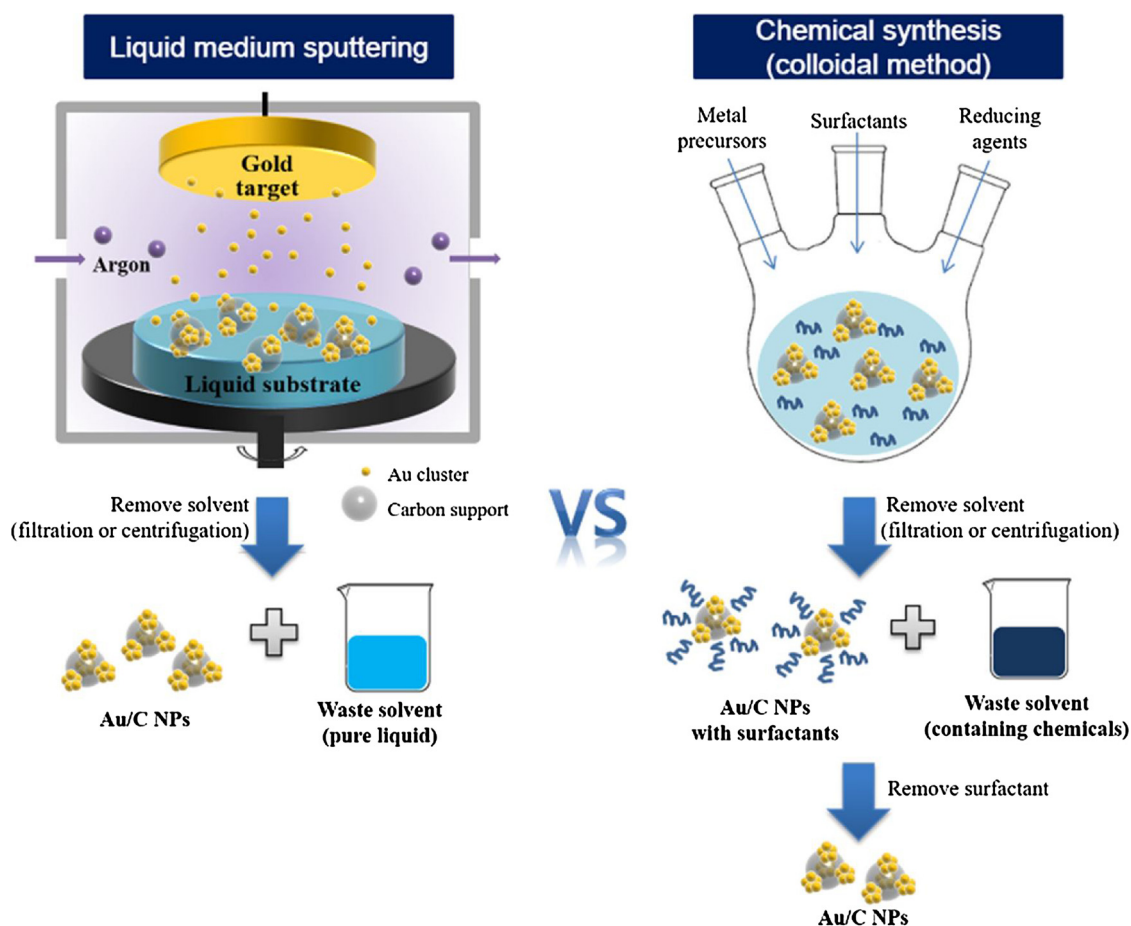 Liquid medium sputtering
Gold
target
Argon
Liquid substrate
Au cluster
Carbon support
Remove solvent
(filtration or centrifugation)
Au/C NPs
Waste solvent
(pure liquid)
VS
Chemical synthesis
(colloidal method)
Metal
precursors
Surfactants
Reducing
agents
Remove solvent
(filtration or centrifugation)
Au/C NPs
with surfactants
Waste solvent
(containing chemicals)
Remove surfactant
Au/C NPs